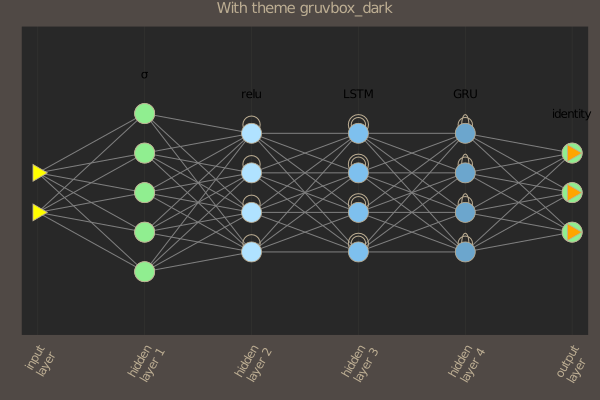 With theme gruvbox_dark
σ
relu
LSTM
GRU
identity
input
layer
hidden
layer 1
hidden
layer 2
hidden
layer 3
hidden
layer 4
output
layer